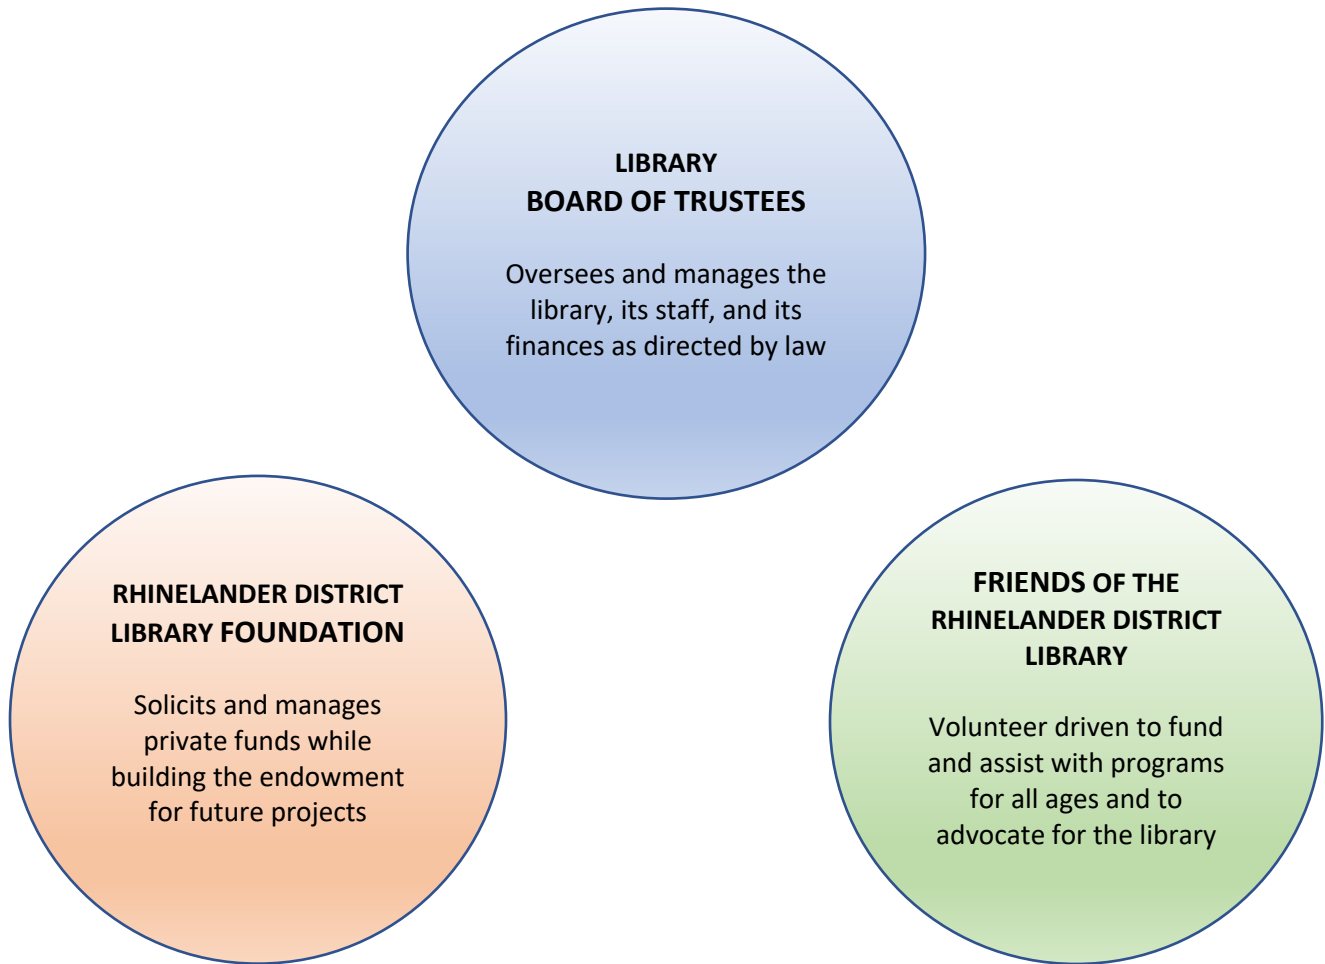 LIBRARY
BOARD OF TRUSTEES
Oversees and manages the
library, its staff, and its
finances as directed by law
RHINELANDER DISTRICT
LIBRARY FOUNDATION
Solicits and manages
private funds while
building the endowment
for future projects
FRIENDS OF THE
RHINELANDER DISTRICT
LIBRARY
Volunteer driven to fund
and assist with programs
for all ages and to
advocate for the library